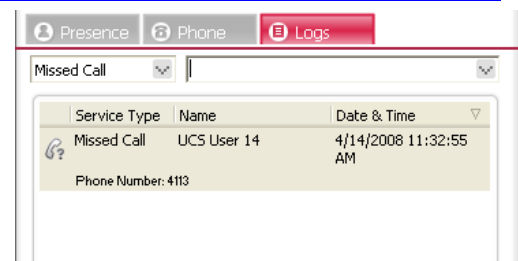 Presence Phone Logs
Missed Call
Service Type Name Date & Time
Missed Call UCS User 14 4/14/2008 11:32:55
AM
Phone Number: 4113